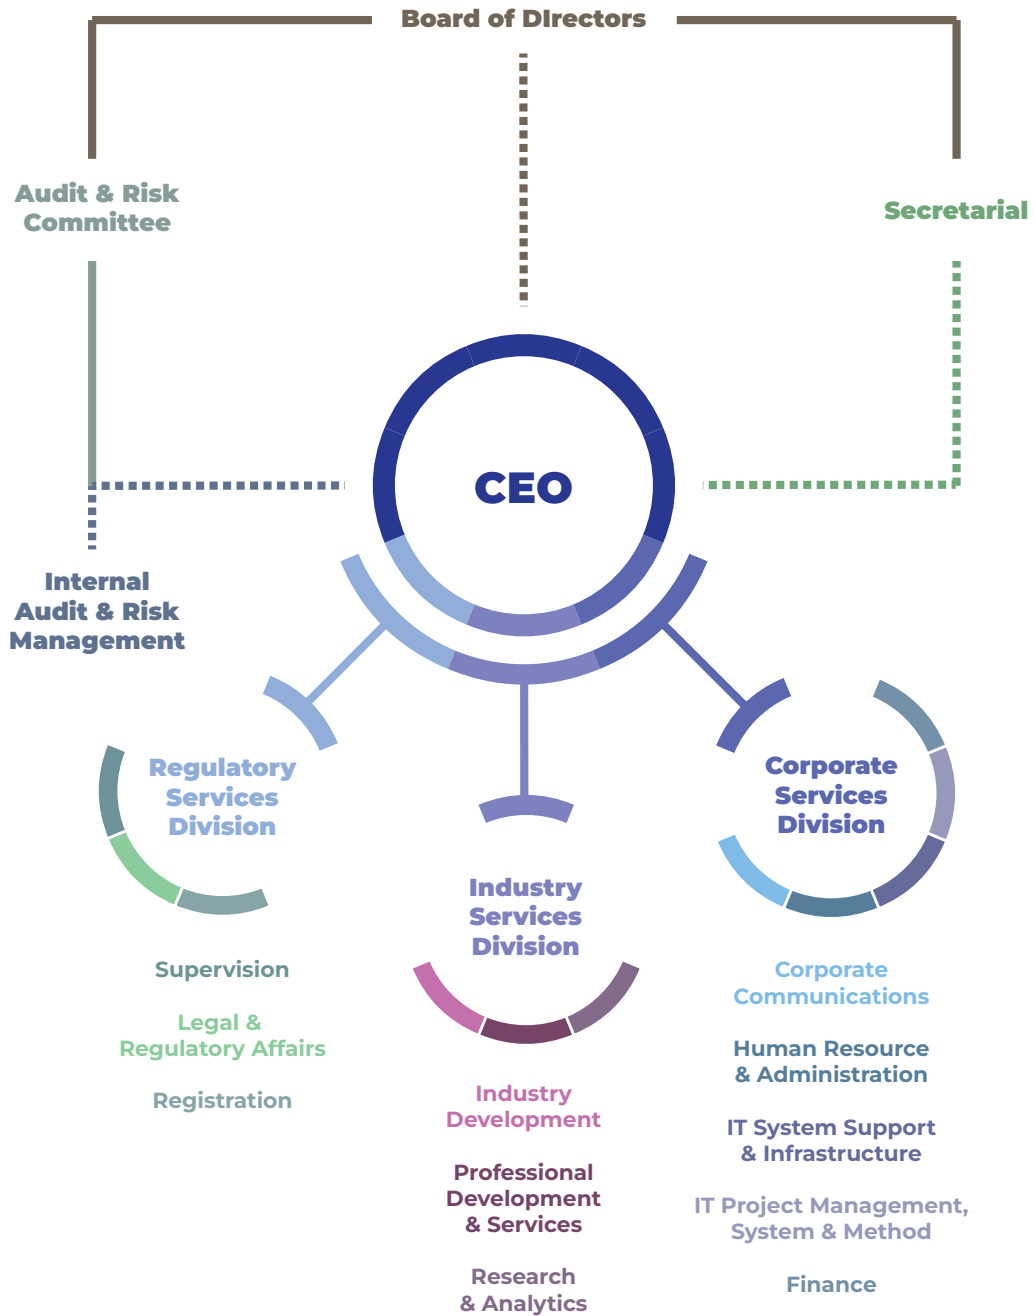 Board of DIrectors
Audit & Risk
Committee
Secretarial
CEO
Internal
Audit & Risk
Management
Regulatory
Services
Division
Corporate
Services
Division
Industry
Services
Division
Supervision
Legal &
Regulatory Affairs
Registration
Industry
Development
Professional
Development
& Services
Research
& Analytics
Corporate
Communications
Human Resource
& Administration
IT System Support
& Infrastructure
IT Project Management,
System & Method
Finance